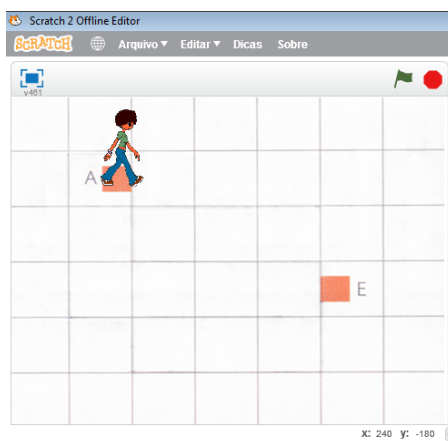 Scratch 2 Offline Editor
SCRATCH Arquivo Editar Dicas Sobre
v461
A
E
x: 240 y: -180